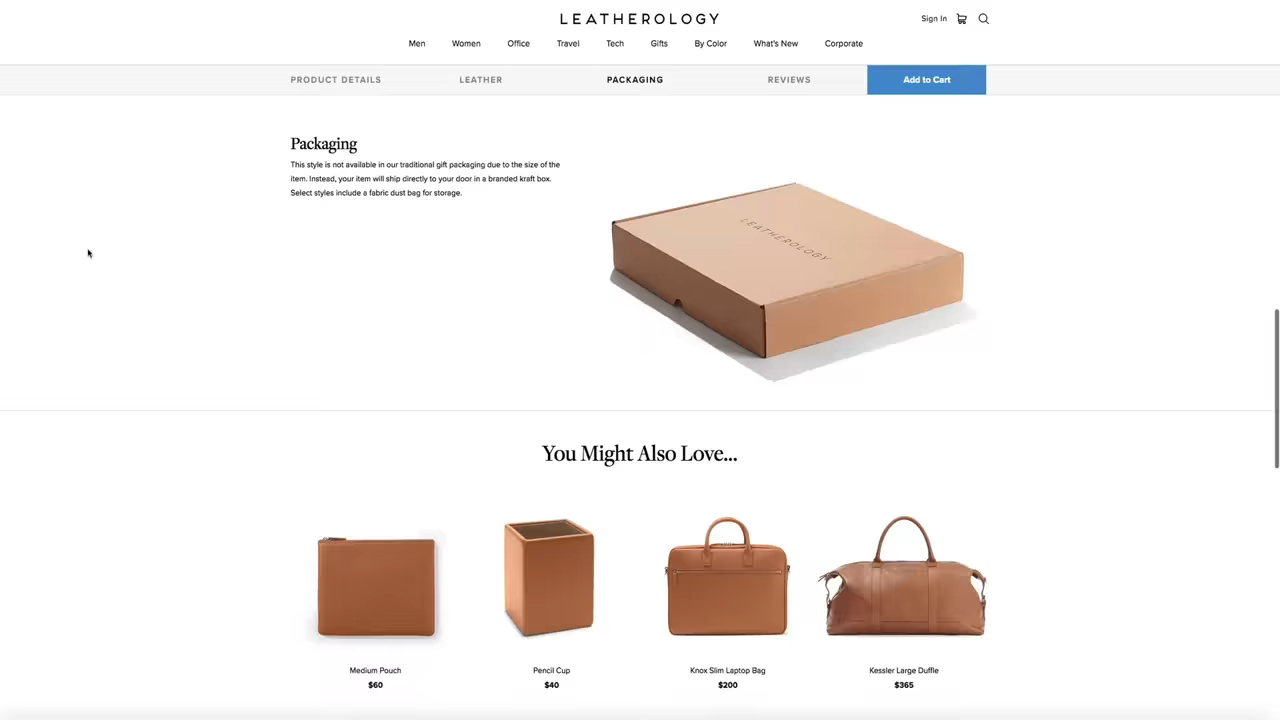 LEATHEROLOGY
Sign In
Men Women Office Travel Tech Gifts By Color What's New Corporate
PRODUCT DETAILS LEATHER PACKAGING REVIEWS Add to Cart
Packaging
This style is not available in our traditional gift packaging due to the size of the
item. Instead, your item will ship directly to your door in a branded kraft box.
Select styles include a fabric dust bag for storage.
LEATHEROLOGY
You Might Also Love...
Medium Pouch Pencil Cup Knox Slim Laptop Bag Kessler Large Duffle
$60 $40 $200 $365